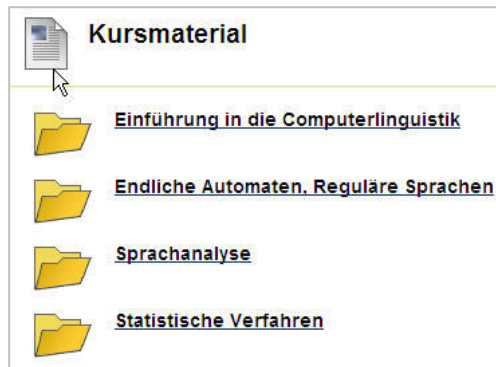 Kursmaterial
Einführung in die Computerlinguistik
Endliche Automaten, Reguläre Sprachen
Sprachanalyse
Statistische Verfahren